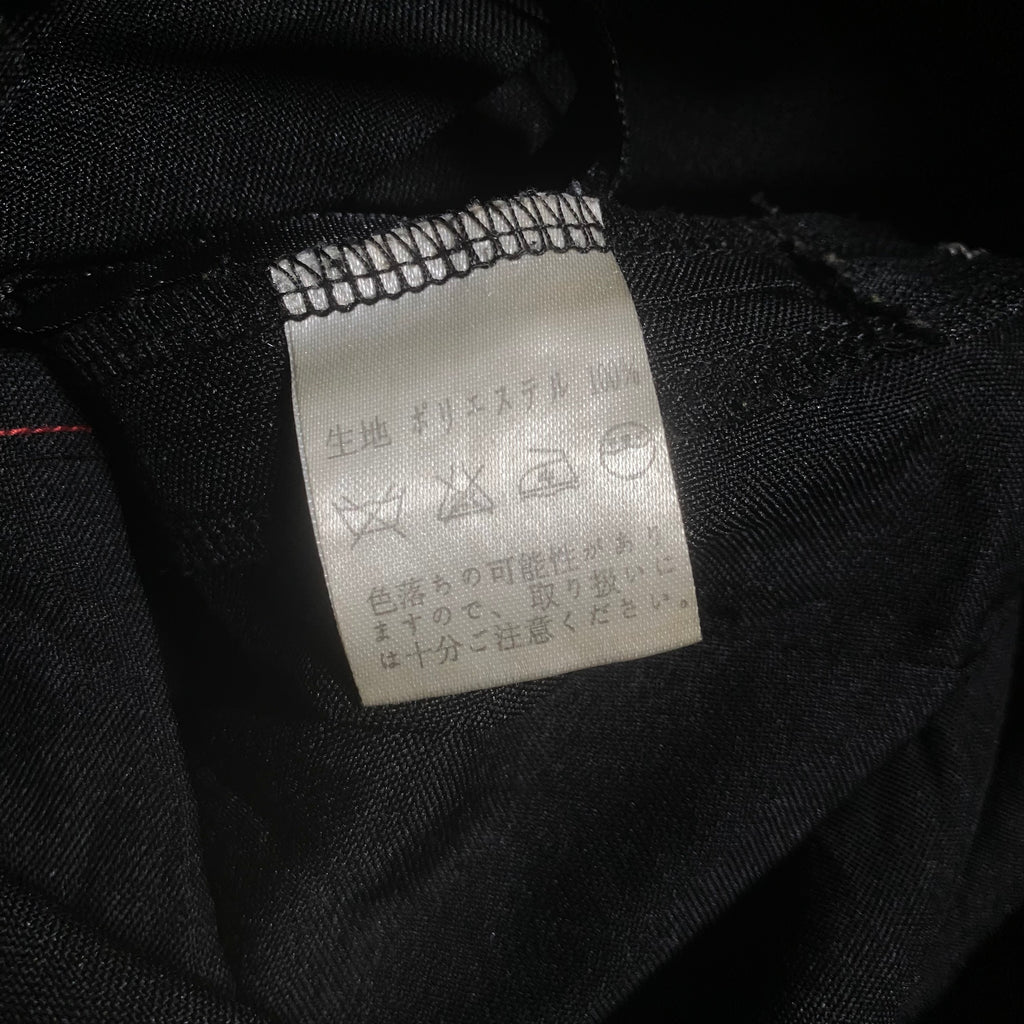 生地 ポリエステル 100%
色落ちの可能性があり
ますので、取り扱いに
は十分ご注意ください。